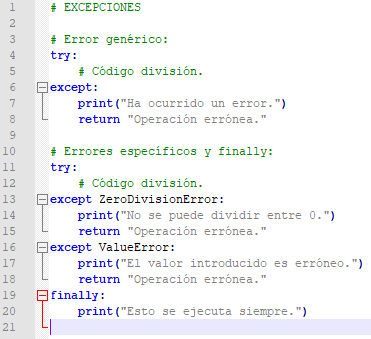 1 # EXCEPCIONES
2
3 # Error genérico:
4 try:
5     # Código división.
6 except:
7     print("Ha ocurrido un error.")
8     return "Operación errónea."
9
10 # Errores específicos y finally:
11 try:
12     # Código división.
13 except ZeroDivisionError:
14     print("No se puede dividir entre 0.")
15     return "Operación errónea."
16 except ValueError:
17     print("El valor introducido es erróneo.")
18     return "Operación errónea."
19 finally:
20     print("Esto se ejecuta siempre.")
21